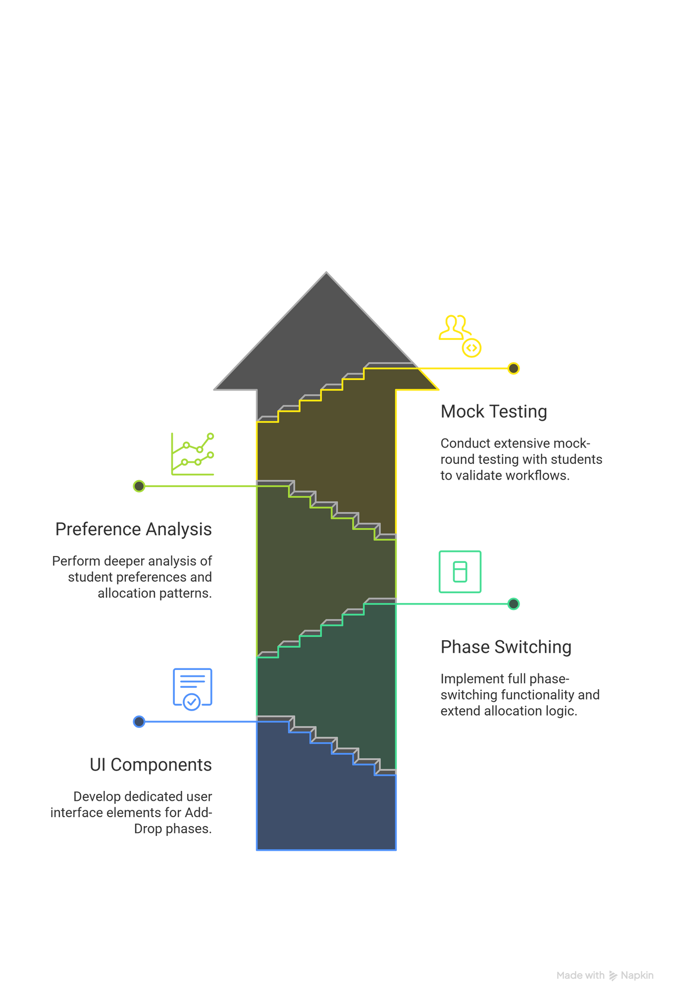 Mock Testing
Conduct extensive mock-
round testing with students
to validate workflows.
Preference Analysis
Perform deeper analysis of
student preferences and
allocation patterns.
Phase Switching
Implement full phase-
switching functionality and
extend allocation logic.
UI Components
Develop dedicated user
interface elements for Add-
Drop phases.
Made with Napkin